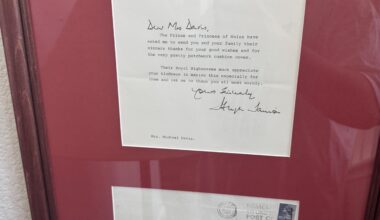 Dear Mrs Davis,
The Prince and Princess of Wales have
asked me to send you and your family their
sincere thanks for your good wishes and for
the very pretty patchwork cushion cover.
Their Royal Highnesses much appreciate
your kindness in making this especially for
them and ask me to thank you all most warmly.
Yours Sincerely
Mrs. Michael Davis.
POST